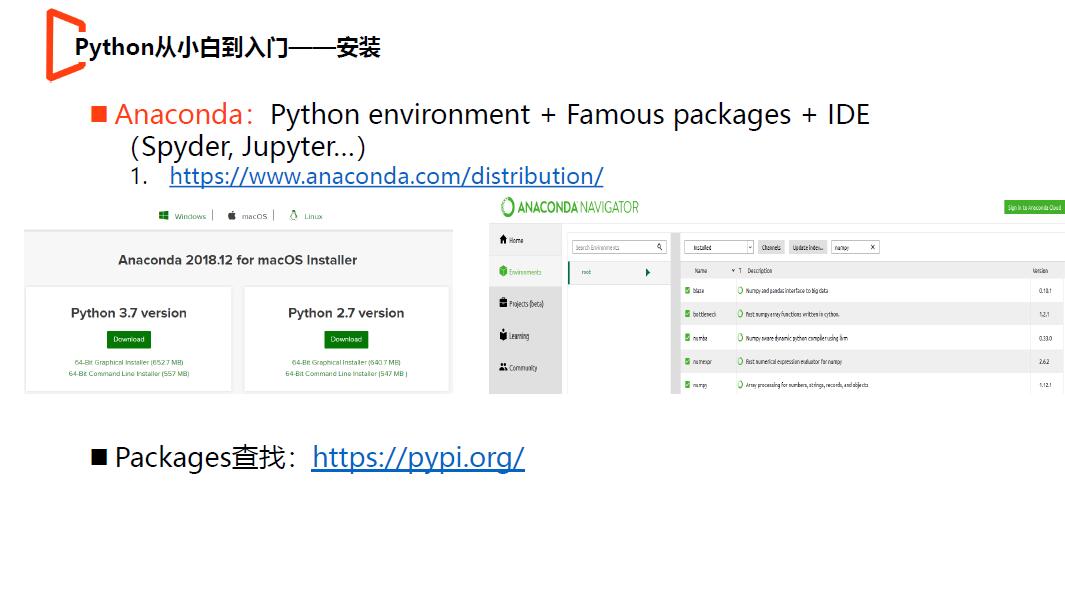 Python从小白到入门——安装
Anaconda：Python environment + Famous packages + IDE
（Spyder, Jupyter…）
1. https://www.anaconda.com/distribution/
Windows | macOS | Linux
Anaconda 2018.12 for macOS Installer
Python 3.7 version
Download
64-Bit Graphical Installer (652.7 MB)
64-Bit Command Line Installer (557 MB)
Python 2.7 version
Download
64-Bit Graphical Installer (640.7 MB)
64-Bit Command Line Installer (547 MB )
ANACONDA NAVIGATOR
Sign in to Anaconda Cloud
Home
Environments
Projects (beta)
Learning
Community
Search Environments
root
Installed
Channels
Update index...
numpy X
Name T Description Version
blaze Numpy and pandas interface to big data 0.10.1
bottleneck Fast numpy array functions written in cython. 1.2.1
numba Numpy aware dynamic python compiler using llvm 0.33.0
numexpr Fast numerical expression evaluator for numpy 2.6.2
numpy Array processing for numbers, strings, records, and objects 1.12.1
Packages查找：https://pypi.org/